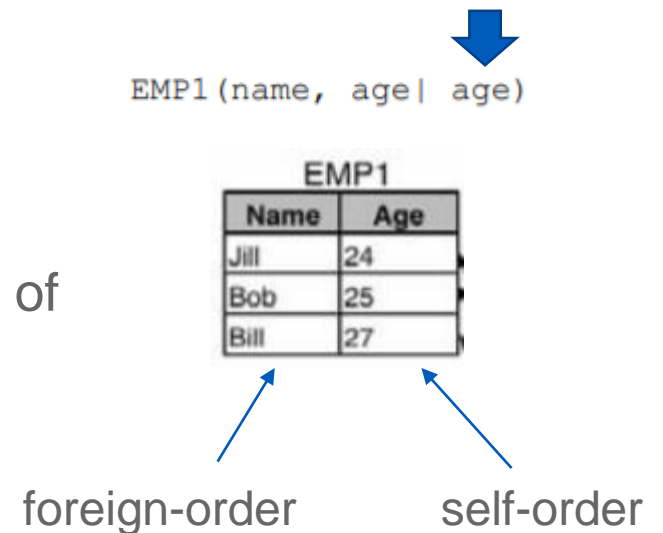 EMP1(name, age| age)
EMP1
Name Age
Jill 24
of
Bob 25
Bill 27
foreign-order self-order